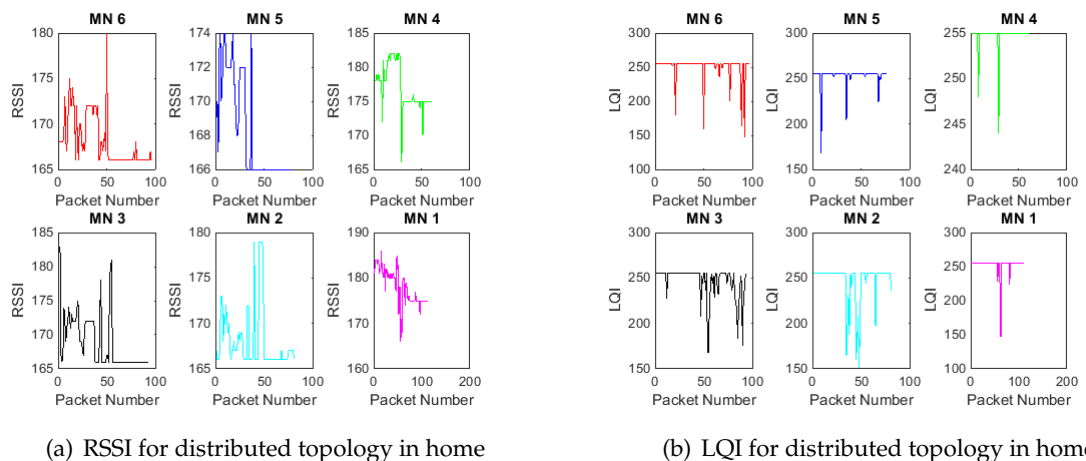 MN 6
MN 5
MN 4
180
175
170
165
RSSI
0
50
100
Packet Number
174
172
170
168
166
RSSI
0
50
100
Packet Number
185
180
175
170
165
RSSI
0
50
100
Packet Number
MN 3
MN 2
MN 1
185
180
175
170
165
RSSI
0
50
100
Packet Number
180
175
170
165
RSSI
0
50
100
Packet Number
190
180
170
160
RSSI
0
100
200
Packet Number
(a) RSSI for distributed topology in home
MN 6
MN 5
MN 4
300
250
200
150
100
LQI
0
50
100
Packet Number
300
250
200
150
LQI
0
50
100
Packet Number
255
250
245
240
LQI
0
50
100
Packet Number
MN 3
MN 2
MN 1
300
250
200
150
LQI
0
50
100
Packet Number
300
250
200
150
LQI
0
50
100
Packet Number
300
250
200
150
100
LQI
0
100
200
Packet Number
(b) LQI for distributed topology in hom